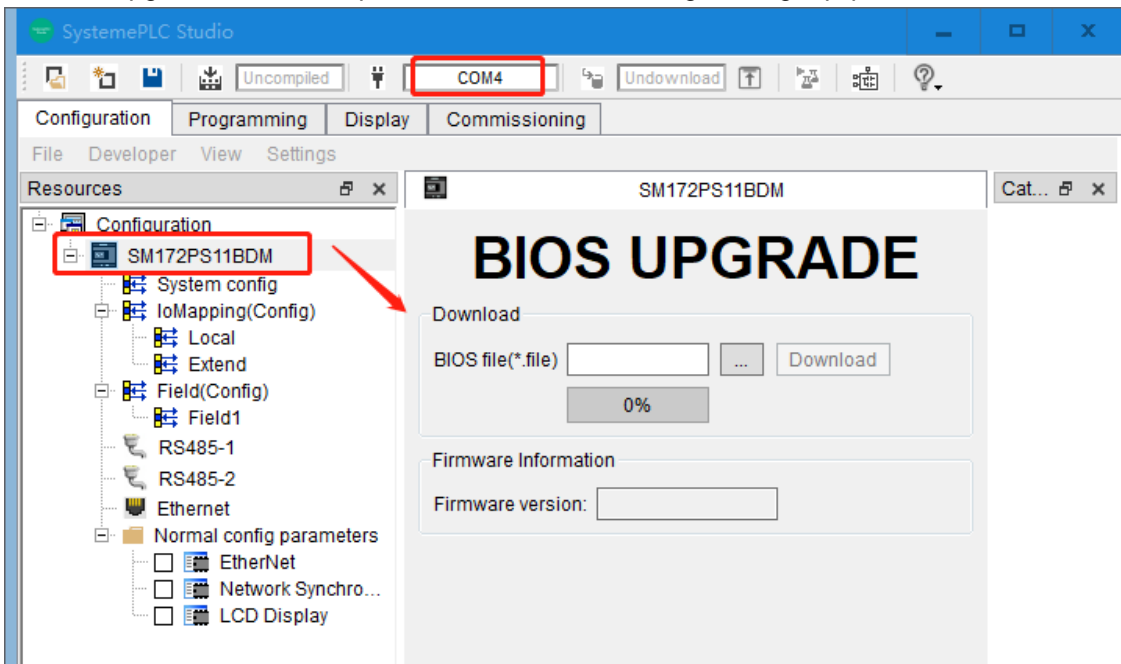 SystemePLC Studio
Uncompiled COM4 Undownload
Configuration Programming Display Commissioning
File Developer View Settings
Resources
SM172PS11BDM
Cat...
Configuration
SM172PS11BDM
System config
IoMapping(Config)
Local
Extend
Field(Config)
Field1
RS485-1
RS485-2
Ethernet
Normal config parameters
EtherNet
Network Synchro...
LCD Display
BIOS UPGRADE
Download
BIOS file(*.file) ... Download
0%
Firmware Information
Firmware version: